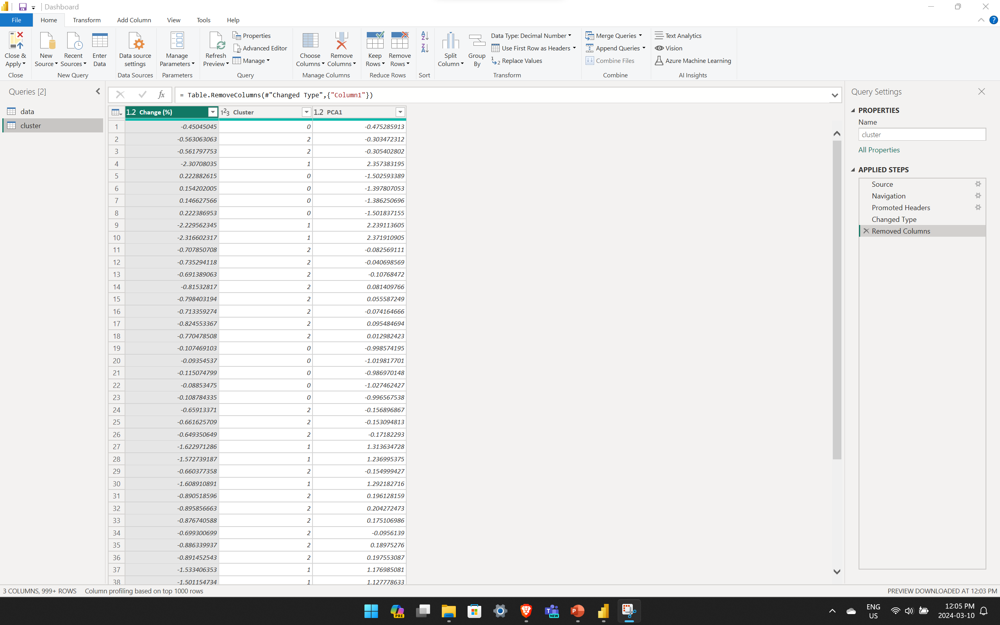 Dashboard
File Home Transform Add Column View Tools Help
Close & Apply
New Source
Recent Sources
Enter Data
Data source settings
Manage Parameters
Refresh Preview
Properties
Advanced Editor
Manage
Choose Columns
Remove Columns
Keep Rows
Remove Rows
A
Z
Z
A
Split Column
Group By
Data Type: Decimal Number
Use First Row as Headers
1
2 Replace Values
Merge Queries
Append Queries
Combine Files
Text Analytics
Vision
Azure Machine Learning
Close New Query Data Sources Parameters Query Manage Columns Reduce Rows Sort Transform Combine AI Insights
Queries [2]
data
cluster
fx = Table.RemoveColumns(#"Changed Type",{"Column1"})
1.2 Change (%) 123 Cluster 1.2 PCA1
1 -0.45045045 0 -0.475285913
2 -0.563063063 2 -0.303472312
3 -0.561797753 2 -0.305402802
4 -2.30708035 1 2.357383195
5 0.222882615 0 -1.502593389
6 0.154202005 0 -1.397807053
7 0.146627566 0 -1.386250696
8 0.222386953 0 -1.501837155
9 -2.229562345 1 2.239113605
10 -2.316602317 1 2.371910905
11 -0.707850708 2 -0.082569111
12 -0.735294118 2 -0.040698569
13 -0.691389063 2 -0.10768472
14 -0.81532817 2 0.081409766
15 -0.798403194 2 0.055587249
16 -0.713359274 2 -0.074164666
17 -0.824553367 2 0.095484694
18 -0.770478508 2 0.012982423
19 -0.107469103 0 -0.998574195
20 -0.09354537 0 -1.019817701
21 -0.115074799 0 -0.986970148
22 -0.08853475 0 -1.027462427
23 -0.108784335 0 -0.996567538
24 -0.65913371 2 -0.156896867
25 -0.661625709 2 -0.153094813
26 -0.649350649 2 -0.17182293
27 -1.622971286 1 1.313634728
28 -1.572739187 1 1.236995375
29 -0.660377358 2 -0.154999427
30 -1.608910891 1 1.292182716
31 -0.890518596 2 0.196128159
32 -0.895856663 2 0.204272473
33 -0.876740588 2 0.175106986
34 -0.699300699 2 -0.0956139
35 -0.886339937 2 0.18975276
36 -0.891452543 2 0.197553087
37 -1.533406353 1 1.176985081
38 -1.501154734 1 1.127778633
Query Settings
PROPERTIES
Name
cluster
All Properties
APPLIED STEPS
Source
Navigation
Promoted Headers
Changed Type
Removed Columns
3 COLUMNS, 999+ ROWS Column profiling based on top 1000 rows PREVIEW DOWNLOADED AT 12:03 PM
PRE
T
NEW
P
ENG
US
12:05 PM
2024-03-10
?